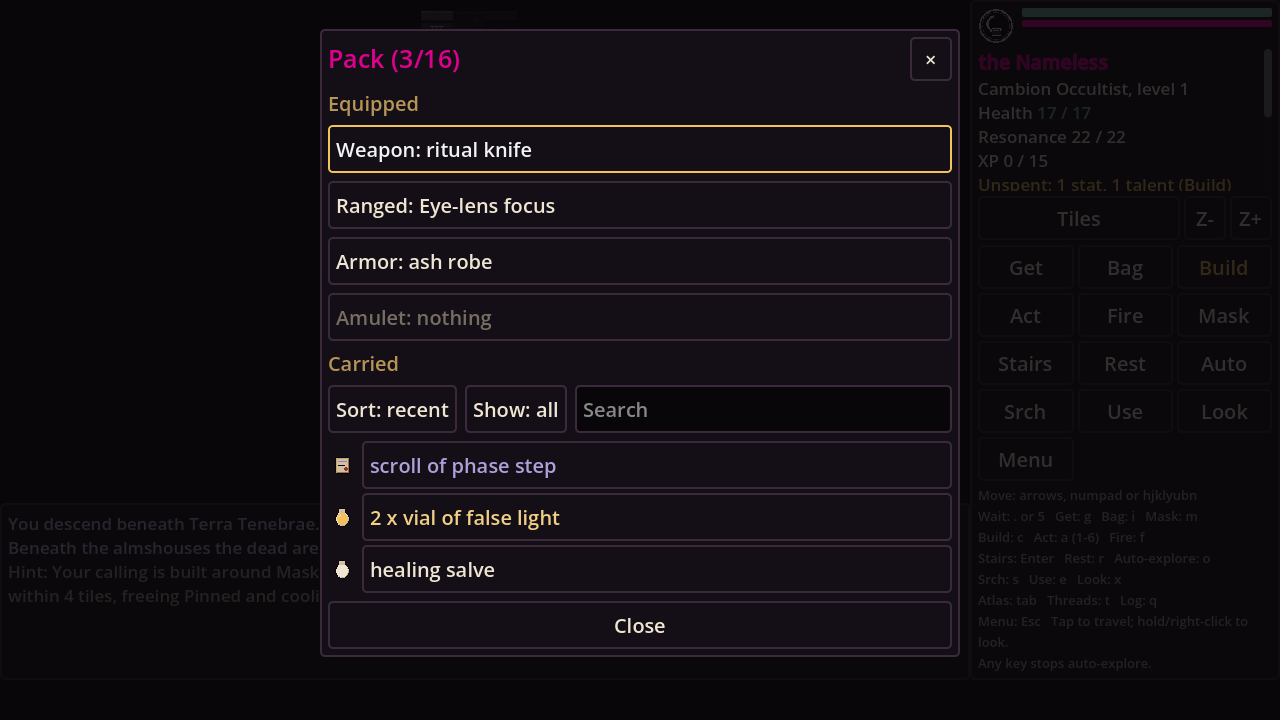 Pack (3/16)
×
Equipped
Weapon: ritual knife
Ranged: Eye-lens focus
Armor: ash robe
Amulet: nothing
Carried
Sort: recent
Show: all
Search
scroll of phase step
2 x vial of false light
healing salve
Close
You descend beneath Terra Tenebrae.
Beneath the almshouses the dead are
Hint: Your calling is built around Mask
within 4 tiles, freeing Pinned and cooli
the Nameless
Cambion Occultist, level 1
Health 17 / 17
Resonance 22 / 22
XP 0 / 15
Unspent: 1 stat, 1 talent (Build)
Tiles Z- Z+
Get Bag Build
Act Fire Mask
Stairs Rest Auto
Srch Use Look
Menu
Move: arrows, numpad or hjklyubn
Wait: . or 5 Get: g Bag: i Mask: m
Build: c Act: a (1-6) Fire: f
Stairs: Enter Rest: r Auto-explore: o
Srch: s Use: e Look: x
Atlas: tab Threads: t Log: q
Menu: Esc Tap to travel; hold/right-click to
look.
Any key stops auto-explore.